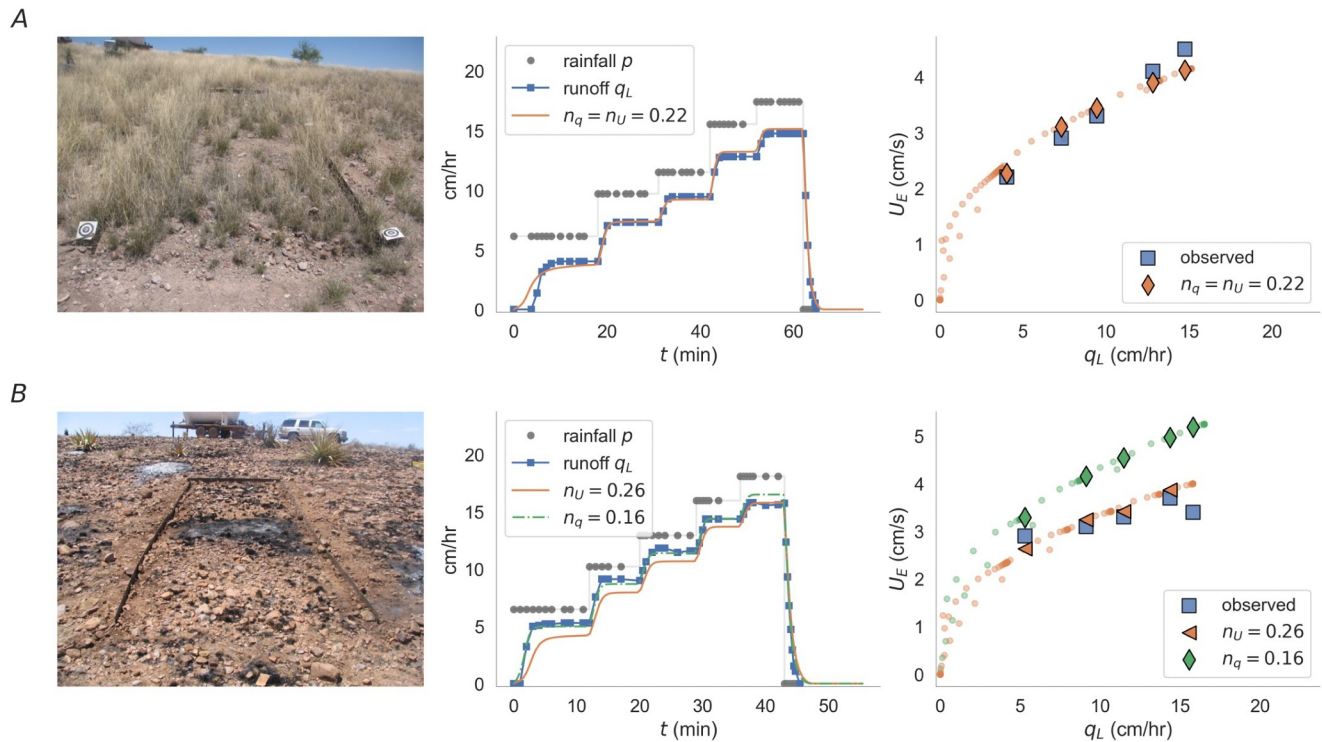 A
20
15
10
5
0
cm/hr
rainfall p
runoff q_L
n_q = n_U = 0.22
0
20
40
60
t (min)
4
3
2
1
0
U_E (cm/s)
observed
n_q = n_U = 0.22
0
5
10
15
20
q_L (cm/hr)
B
20
15
10
5
0
cm/hr
rainfall p
runoff q_L
n_U = 0.26
n_q = 0.16
0
10
20
30
40
50
t (min)
5
4
3
2
1
0
U_E (cm/s)
observed
n_U = 0.26
n_q = 0.16
0
5
10
15
20
q_L (cm/hr)